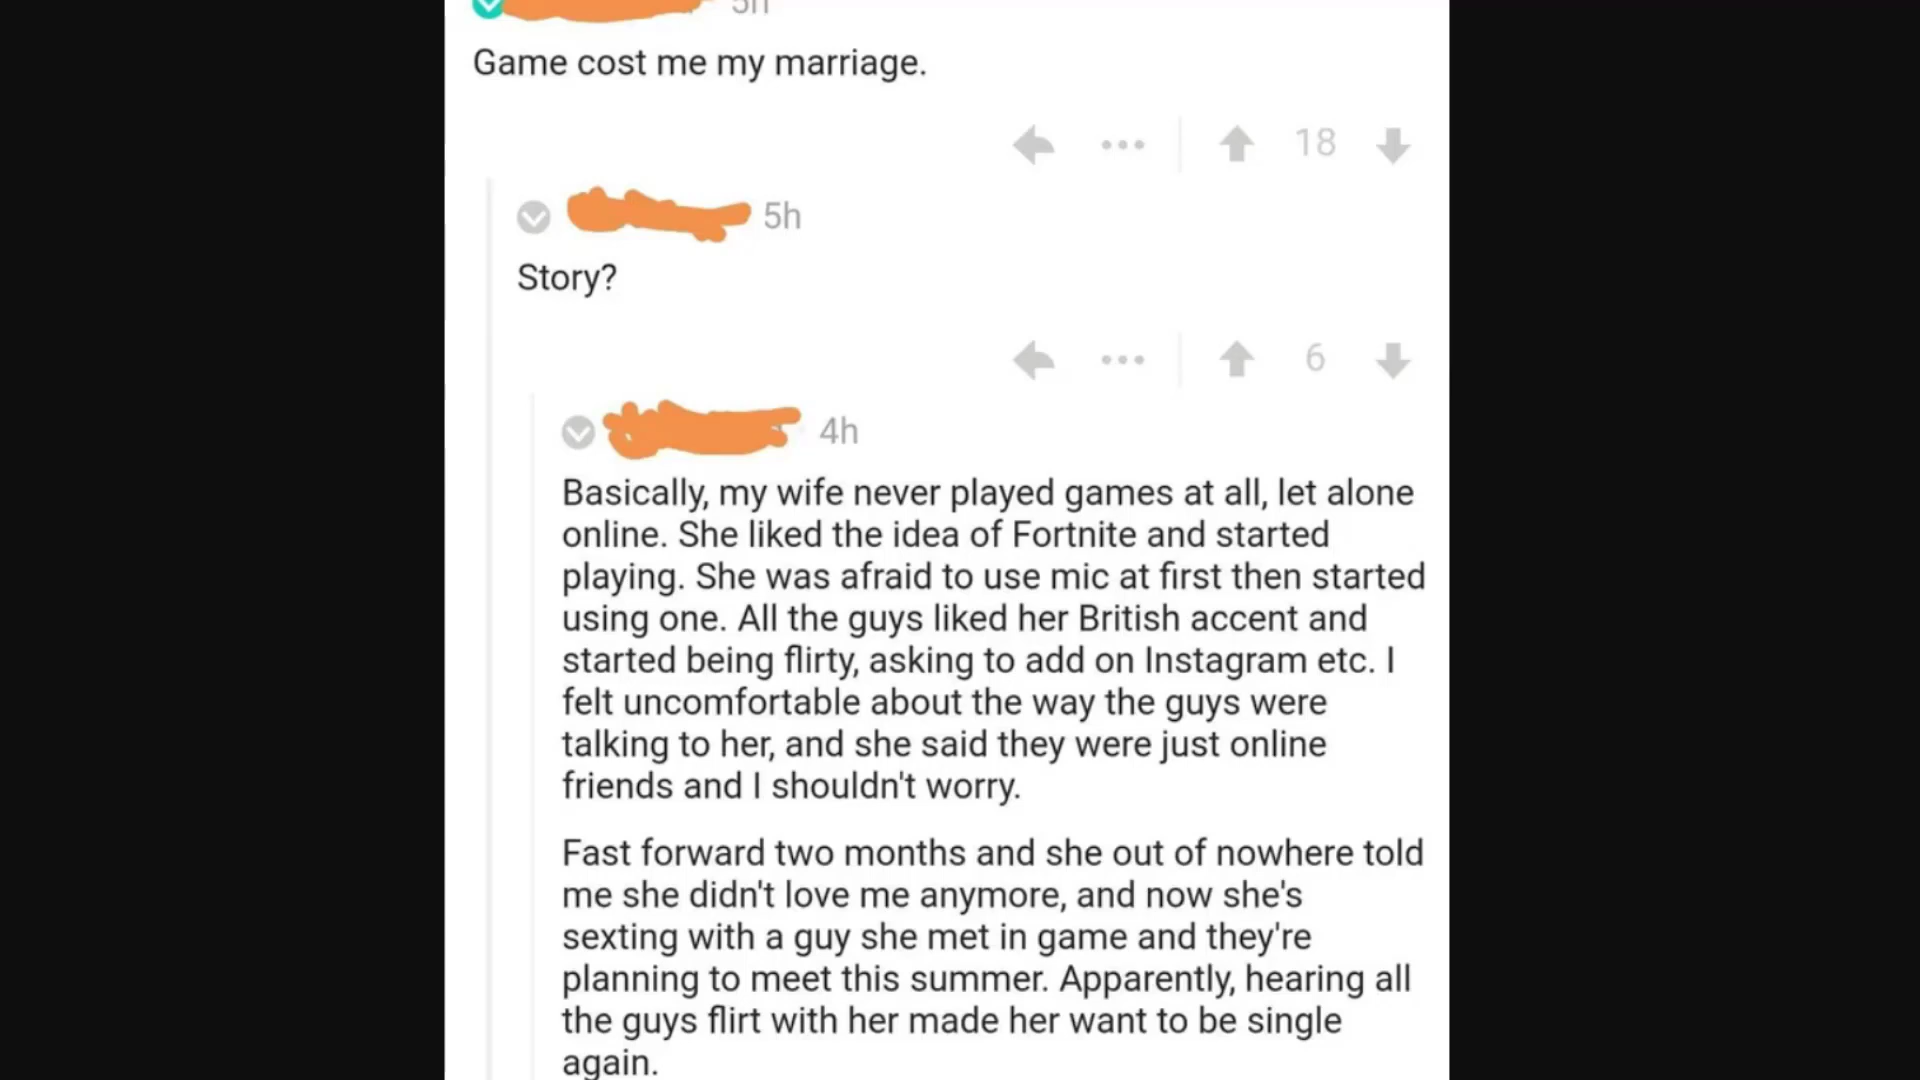 5h
Game cost me my marriage.
18
5h
Story?
6
4h
Basically, my wife never played games at all, let alone
online. She liked the idea of Fortnite and started
playing. She was afraid to use mic at first then started
using one. All the guys liked her British accent and
started being flirty, asking to add on Instagram etc. I
felt uncomfortable about the way the guys were
talking to her, and she said they were just online
friends and I shouldn't worry.
Fast forward two months and she out of nowhere told
me she didn't love me anymore, and now she's
sexting with a guy she met in game and they're
planning to meet this summer. Apparently, hearing all
the guys flirt with her made her want to be single
again.